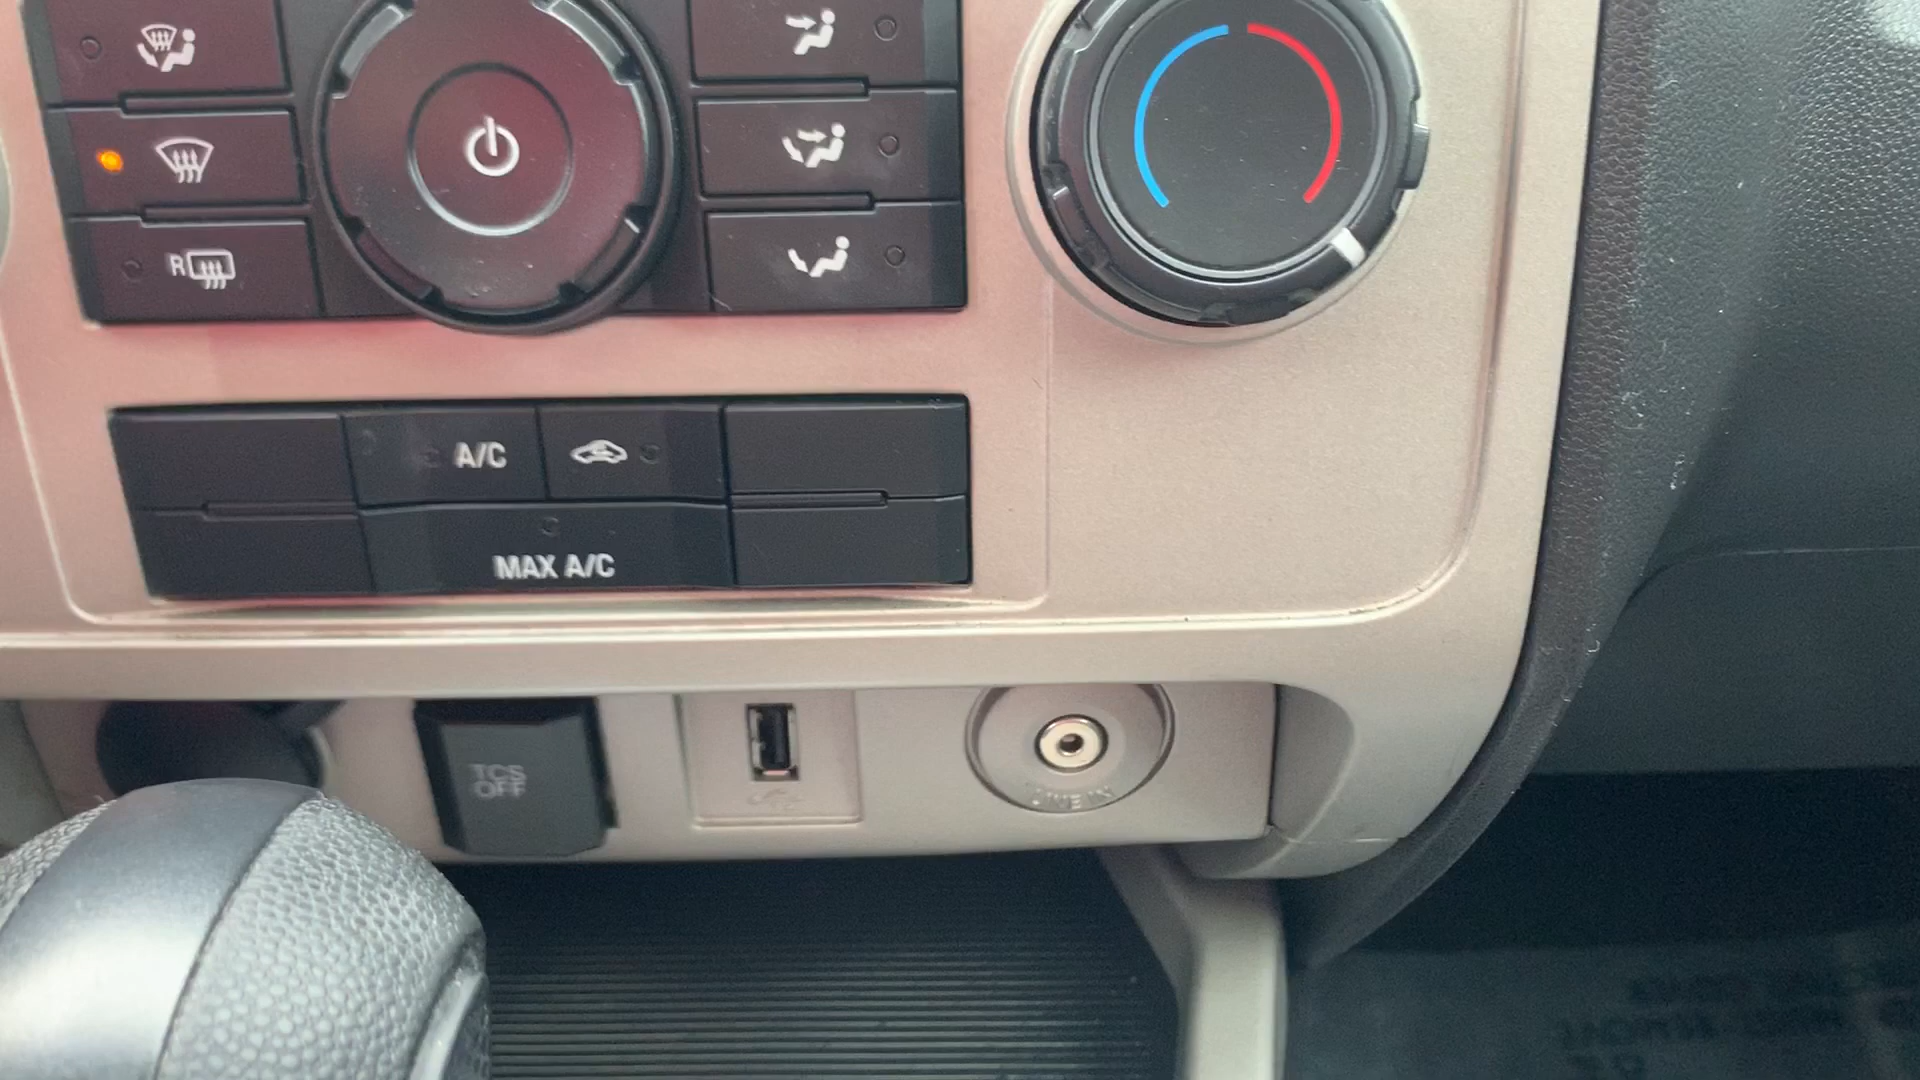 R
A/C
MAX A/C
TCS
OFF
LINE IN